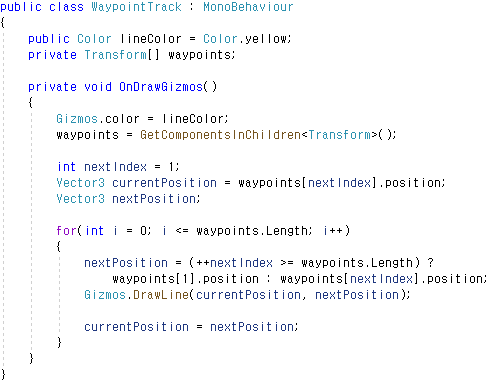 public class WaypointTrack : MonoBehaviour
{
    public Color lineColor = Color.yellow;
    private Transform[] waypoints;

    private void OnDrawGizmos()
    {
        Gizmos.color = lineColor;
        waypoints = GetComponentsInChildren<Transform>();

        int nextIndex = 1;
        Vector3 currentPosition = waypoints[nextIndex].position;
        Vector3 nextPosition;

        for(int i = 0; i <= waypoints.Length; i++)
        {
            nextPosition = (++nextIndex >= waypoints.Length) ?
                waypoints[1].position : waypoints[nextIndex].position;
            Gizmos.DrawLine(currentPosition, nextPosition);

            currentPosition = nextPosition;
        }
    }
}